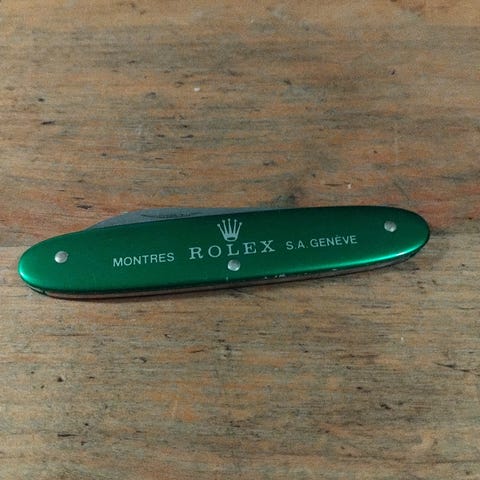 MONTRES ROLEX S.A. GENÈVE